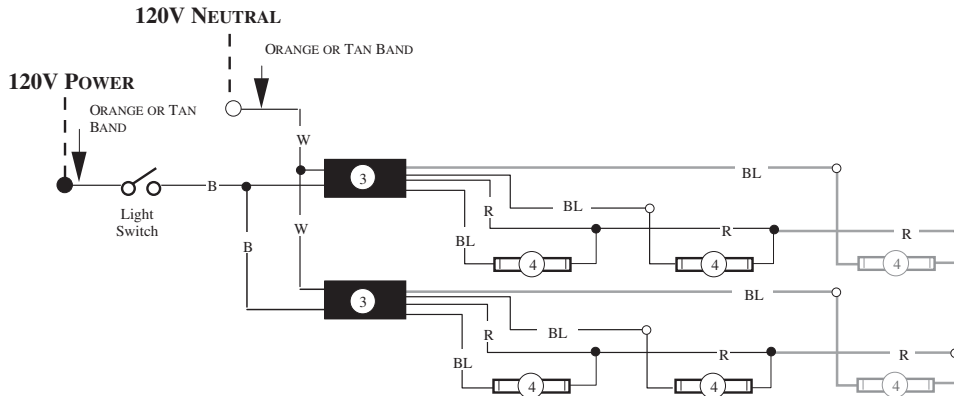 120V NEUTRAL
ORANGE OR TAN BAND
120V POWER
ORANGE OR TAN
BAND
W
BL
3
B
R
BL
R
R
Light
Switch
W
BL
4
4
4
B
3
BL
R
BL
R
R
BL
4
4
4